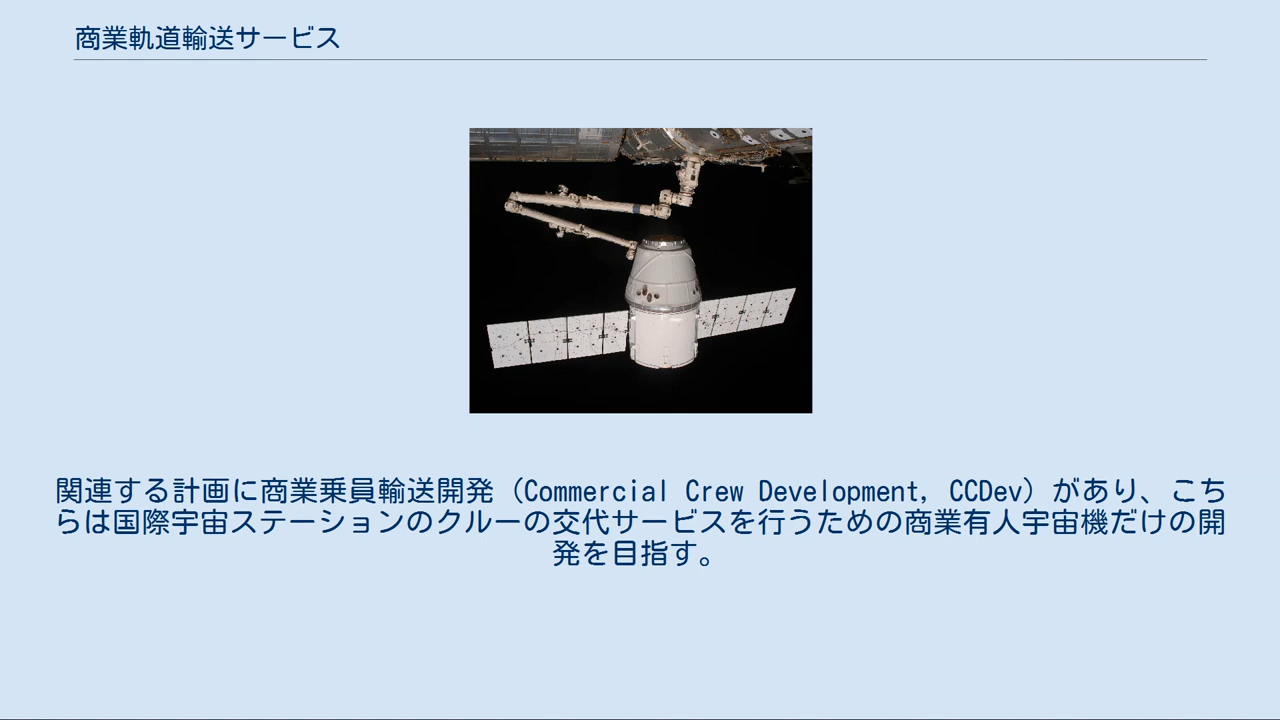 商業軌道輸送サービス
関連する計画に商業乗員輸送開発（Commercial Crew Development, CCDev）があり、こち
らは国際宇宙ステーションのクルーの交代サービスを行うための商業有人宇宙機だけの開
発を目指す。